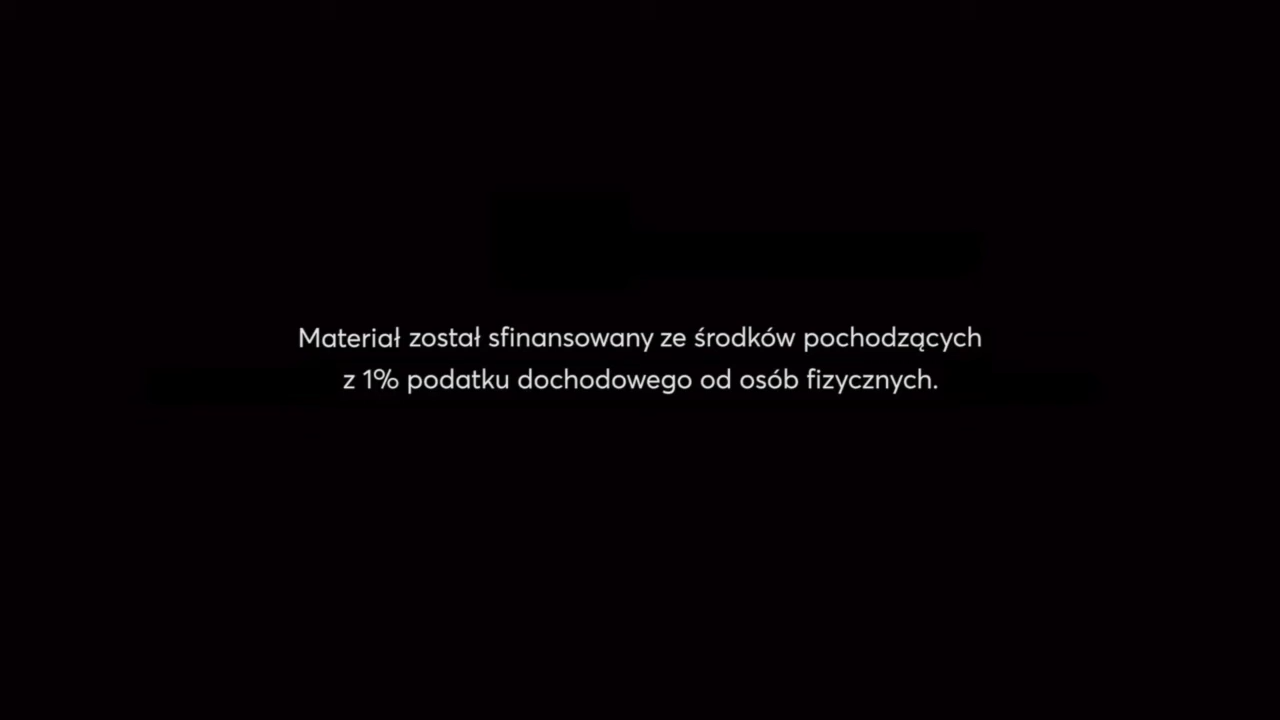 Materiał został sfinansowany ze środków pochodzących
z 1% podatku dochodowego od osób fizycznych.